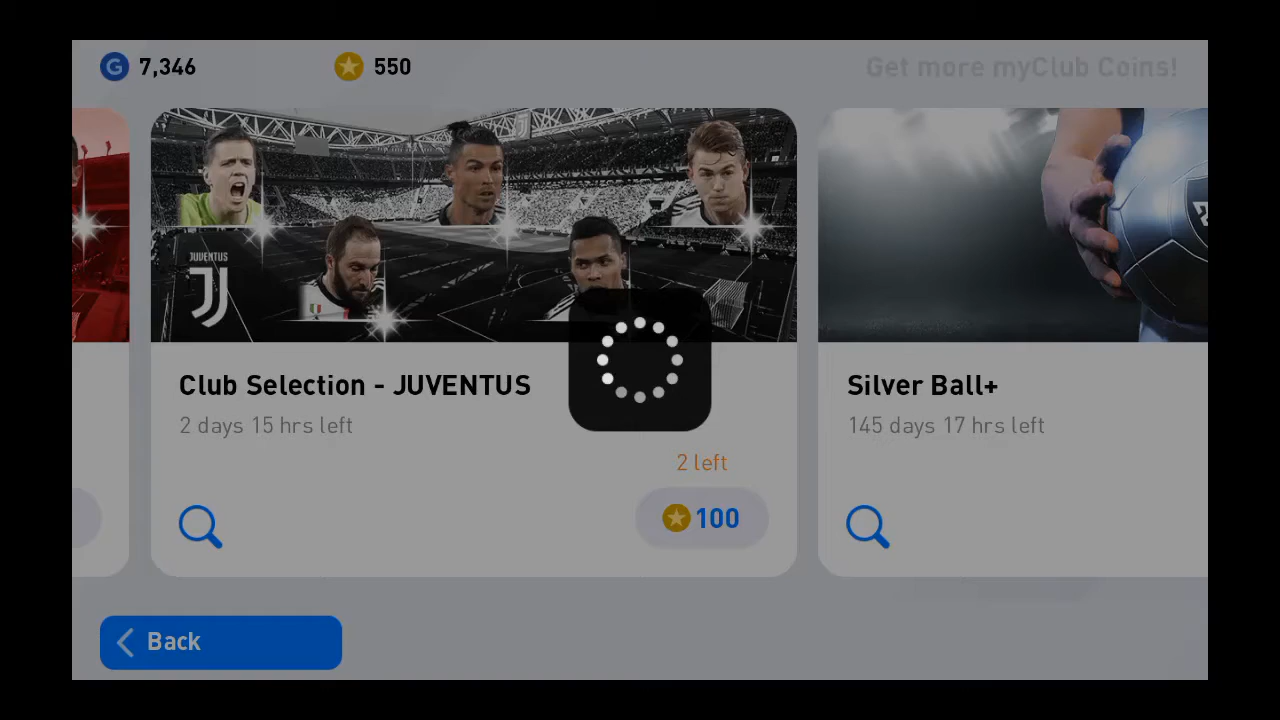 G 7,346
550
Get more myClub Coins!
JUVENTUS
J
Club Selection - JUVENTUS
2 days 15 hrs left
2 left
100
Silver Ball+
145 days 17 hrs left
Back